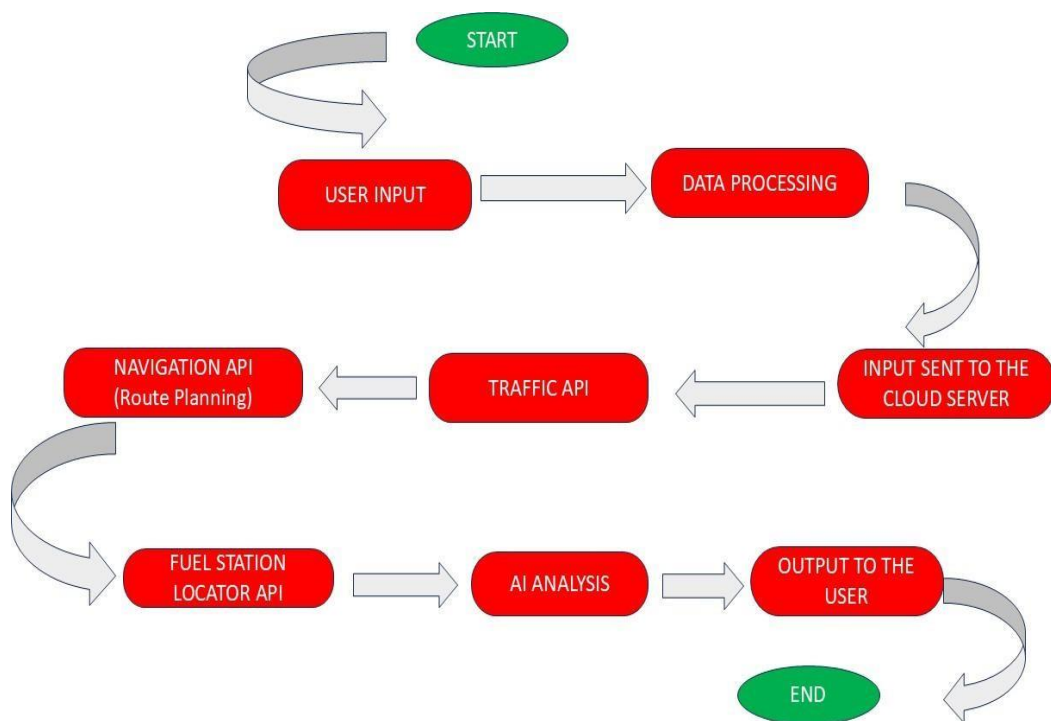 START
USER INPUT
DATA PROCESSING
INPUT SENT TO THE
CLOUD SERVER
TRAFFIC API
NAVIGATION API
(Route Planning)
FUEL STATION
LOCATOR API
AI ANALYSIS
OUTPUT TO THE
USER
END